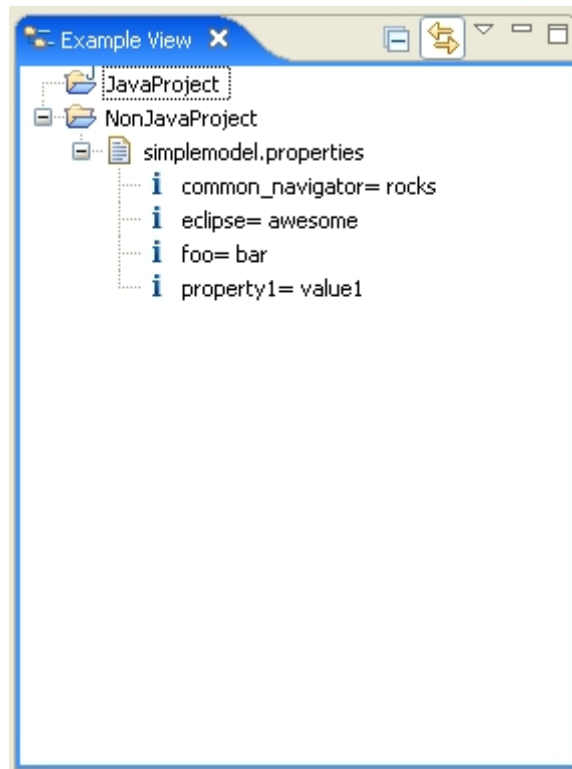 Example View
JavaProject
NonJavaProject
simplemodel.properties
common_navigator= rocks
eclipse= awesome
foo= bar
property1= value1